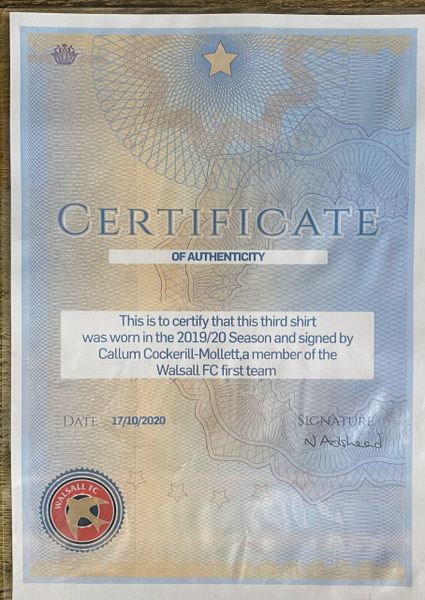 CERTIFICATE
OF AUTHENTICITY
This is to certify that this third shirt
was worn in the 2019/20 Season and signed by
Callum Cockerill-Mollett,a member of the
Walsall FC first team
DATE 17/10/2020
SIGNATURE
N Adshead
WALSALL FC